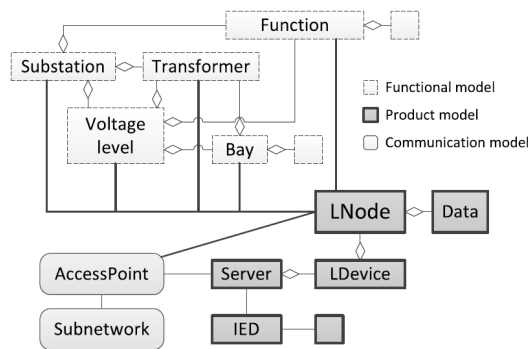 Function
Substation
Transformer
Functional model
Product model
Communication model
Voltage
level
Bay
LNode
Data
AccessPoint
Server
LDevice
Subnetwork
IED